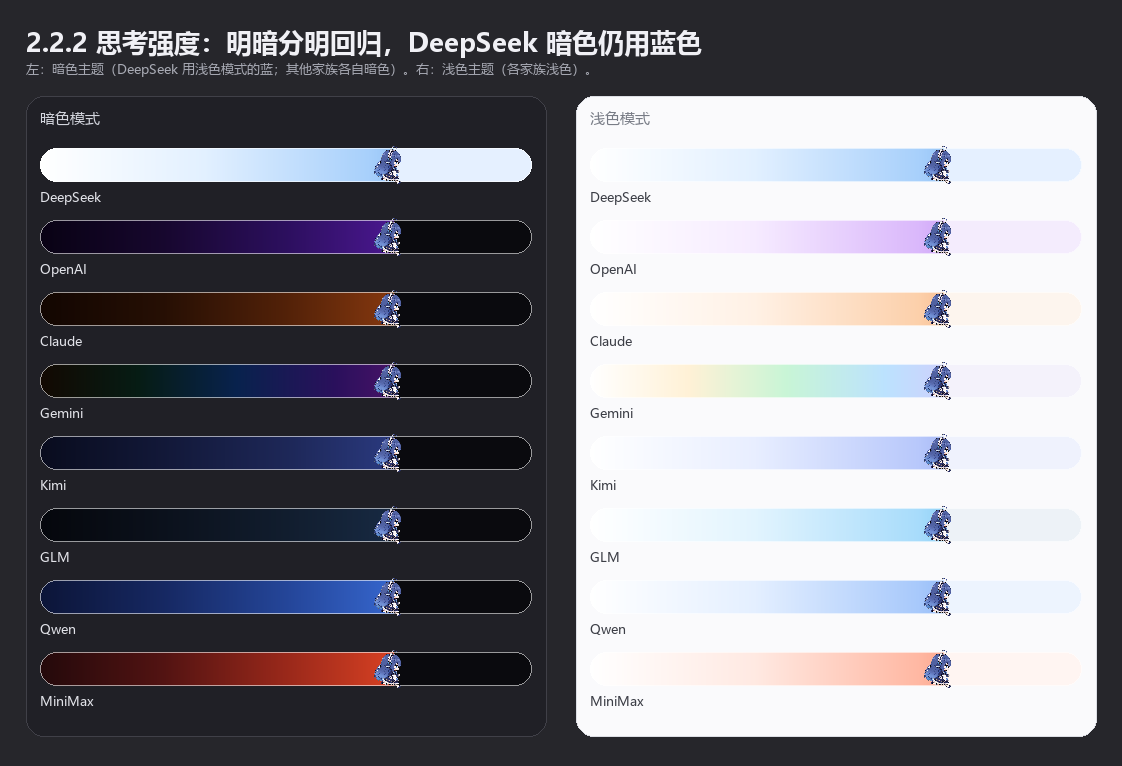 2.2.2 思考强度：明暗分明回归，DeepSeek 暗色仍用蓝色
左：暗色主题（DeepSeek 用浅色模式的蓝；其他家族各自暗色）。右：浅色主题（各家族浅色）。
暗色模式
DeepSeek
OpenAI
Claude
Gemini
Kimi
GLM
Qwen
MiniMax
浅色模式
DeepSeek
OpenAI
Claude
Gemini
Kimi
GLM
Qwen
MiniMax